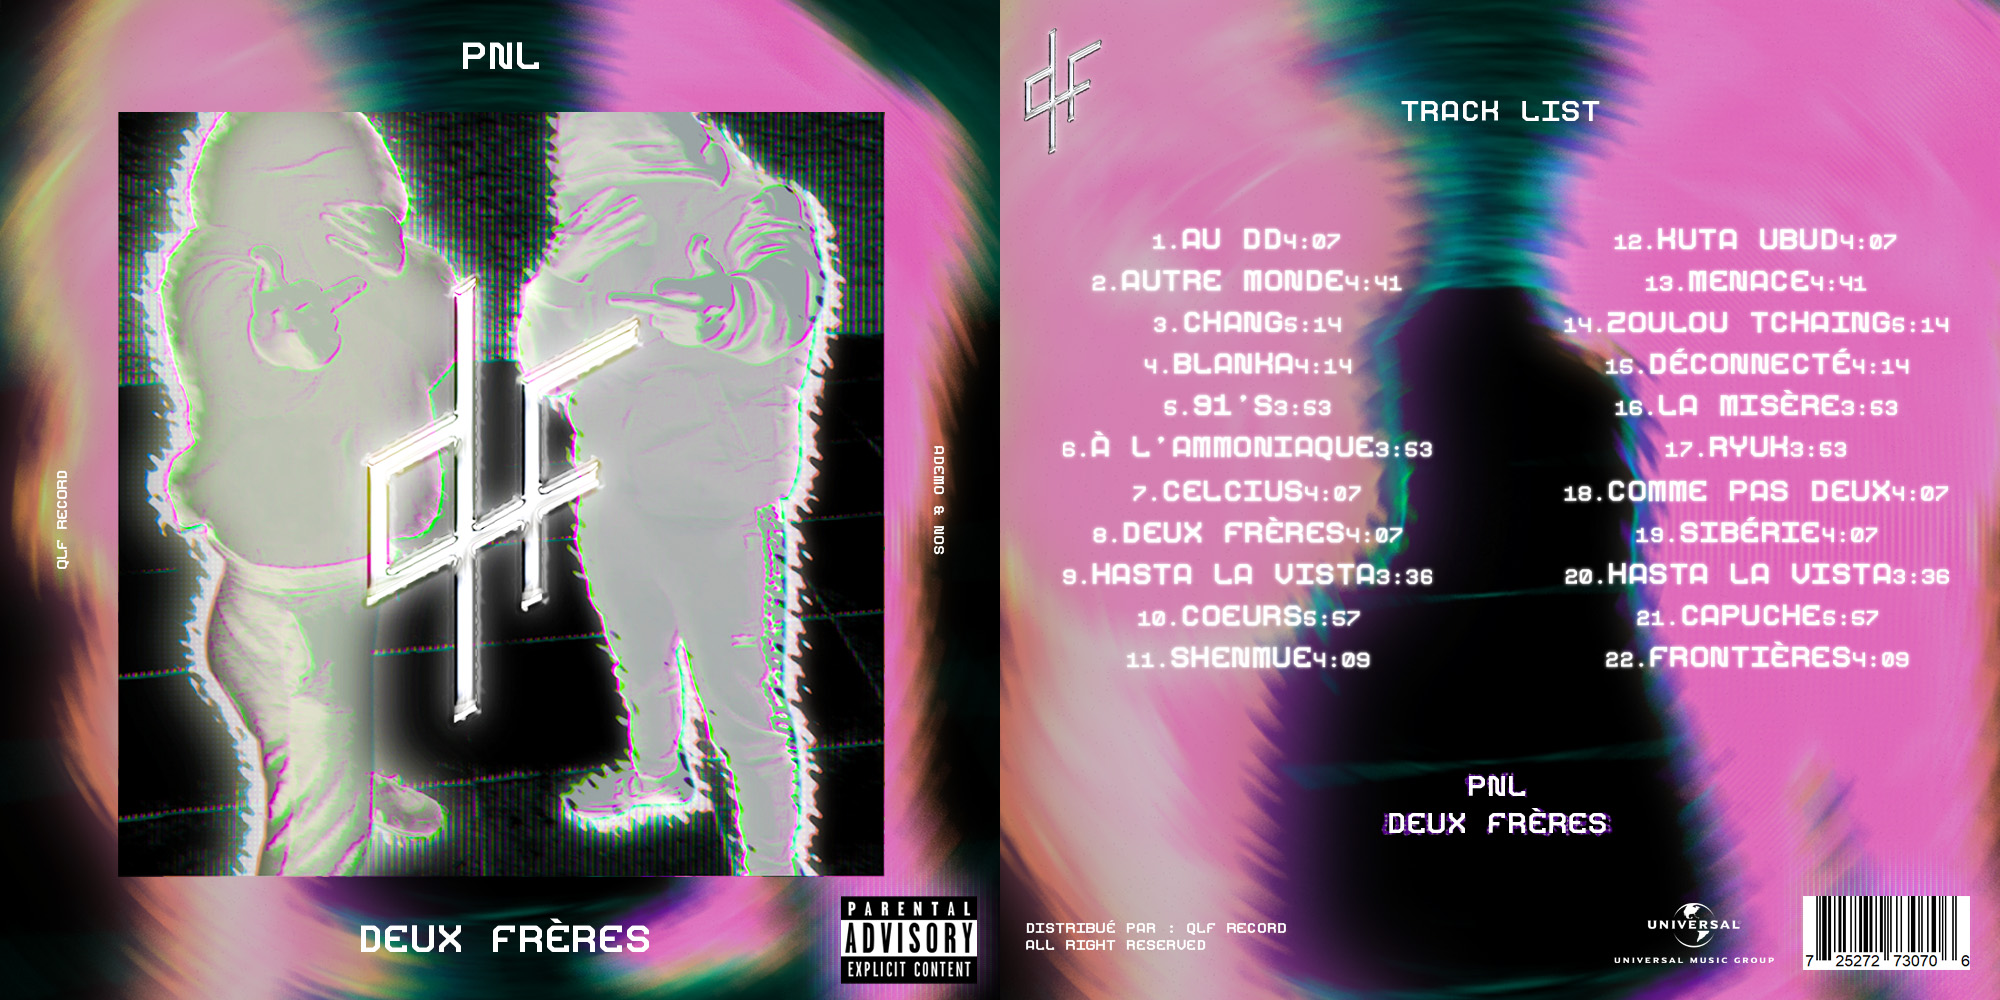 PNL
QLF RECORD
ADEMO & NOS
DEUX FRÈRES
PARENTAL
ADVISORY
EXPLICIT CONTENT
TRACK LIST
1.AU DD4:07
2.AUTRE MONDE4:41
3.CHANG5:14
4.BLANKA4:14
5.91'S3:53
6.À L'AMMONIAQUE3:53
7.CELCIUS4:07
8.DEUX FRÈRES4:07
9.HASTA LA VISTA3:36
10.COEURS5:57
11.SHENMUE4:09
12.KUTA UBUD4:07
13.MENACE4:41
14.ZOULOU TCHAING5:14
15.DÉCONNECTÉ4:14
16.LA MISÈRE3:53
17.RYUK3:53
18.COMME PAS DEUX4:07
19.SIBÉRIE4:07
20.HASTA LA VISTA3:36
21.CAPUCHE5:57
22.FRONTIÈRES4:09
PNL
DEUX FRÈRES
DISTRIBUÉ PAR : QLF RECORD
ALL RIGHT RESERVED
UNIVERSAL
UNIVERSAL MUSIC GROUP
7 25272 73070 6